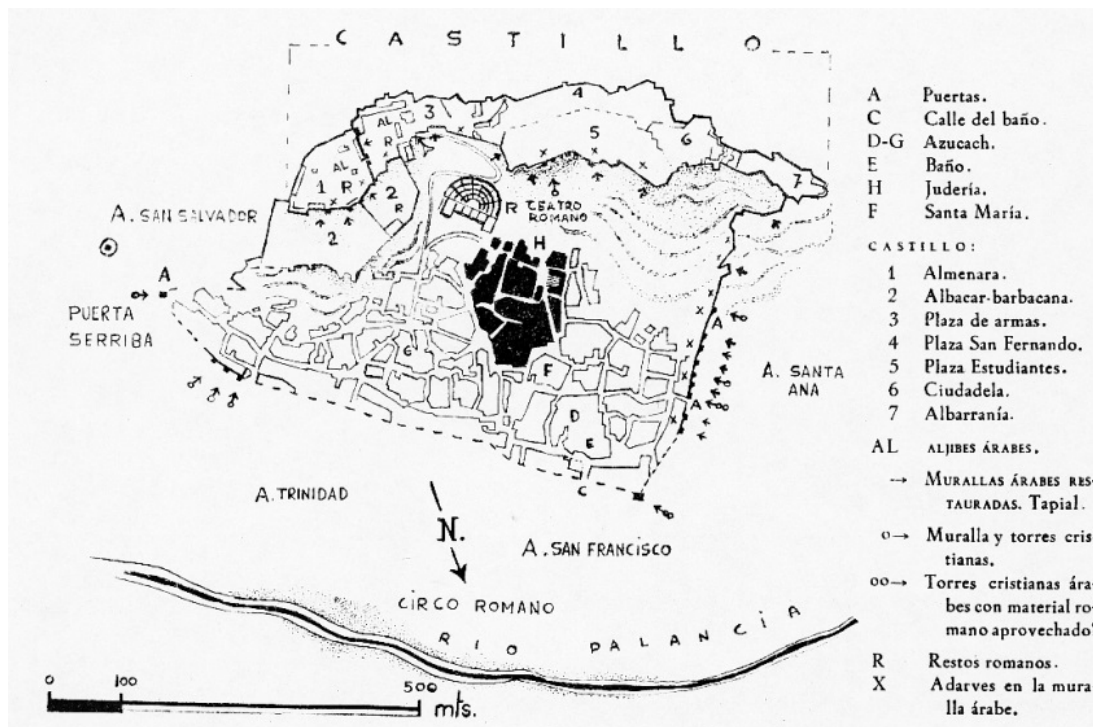 CASTILLO
4
3
AL
5
6
R
AL
1 R
2
R
7
R TEATRO
ROMANO
A. SAN SALVADOR
2
H
A
A
PUERTA
SERRIBA
G
F
A. SANTA
ANA
A
D
E
C
A. TRINIDAD
N.
A. SAN FRANCISCO
CIRCO ROMANO
RÍO PALANCIA
0 100 500
mts.
A Puertas.
C Calle del baño.
D-G Azucach.
E Baño.
H Judería.
F Santa María.
CASTILLO:
1 Almenara.
2 Albacar-barbacana.
3 Plaza de armas.
4 Plaza San Fernando.
5 Plaza Estudiantes.
6 Ciudadela.
7 Albarranía.
AL ALJIBES ÁRABES.
→ MURALLAS ÁRABES RES-
TAURADAS. Tapial.
o→ Muralla y torres cris-
tianas.
oo→ Torres cristianas ára-
bes con material ro-
mano aprovechado
R Restos romanos.
X Adarves en la mura-
lla árabe.